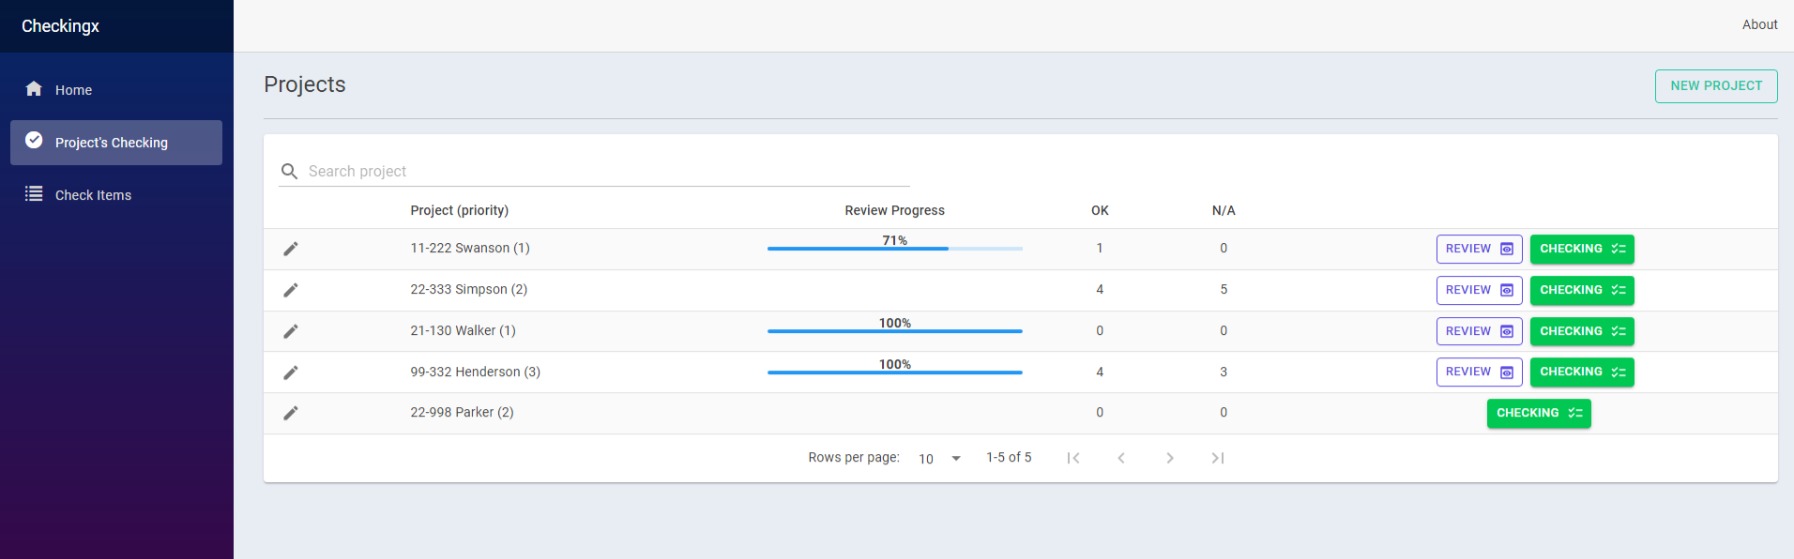 Checkingx
About
Home
Project's Checking
Check Items
Projects
NEW PROJECT
Search project
Project (priority) Review Progress OK N/A
11-222 Swanson (1) 71% 1 0 REVIEW CHECKING
22-333 Simpson (2) 4 5 REVIEW CHECKING
21-130 Walker (1) 100% 0 0 REVIEW CHECKING
99-332 Henderson (3) 100% 4 3 REVIEW CHECKING
22-998 Parker (2) 0 0 CHECKING
Rows per page: 10 1-5 of 5